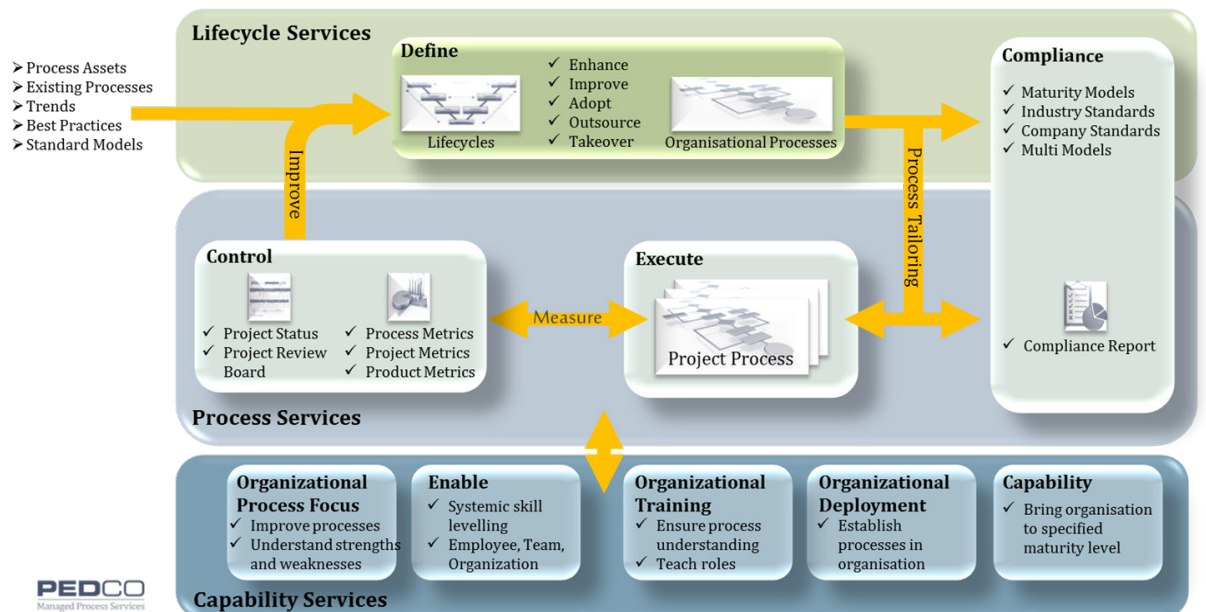 Lifecycle Services
➢ Process Assets
➢ Existing Processes
➢ Trends
➢ Best Practices
➢ Standard Models
Improve
Define
Lifecycles
✓ Enhance
✓ Improve
✓ Adopt
✓ Outsource
✓ Takeover
Organisational Processes
Process Tailoring
Compliance
✓ Maturity Models
✓ Industry Standards
✓ Company Standards
✓ Multi Models
✓ Compliance Report
Control
✓ Project Status
✓ Project Review
Board
✓ Process Metrics
✓ Project Metrics
✓ Product Metrics
Measure
Execute
Project Process
Process Services
Organizational
Process Focus
✓ Improve processes
✓ Understand strengths
and weaknesses
Enable
✓ Systemic skill
levelling
✓ Employee, Team,
Organization
Organizational
Training
✓ Ensure process
understanding
✓ Teach roles
Organizational
Deployment
✓ Establish
processes in
organisation
Capability
✓ Bring organisation
to specified
maturity level
Capability Services
PEDCO
Managed Process Services